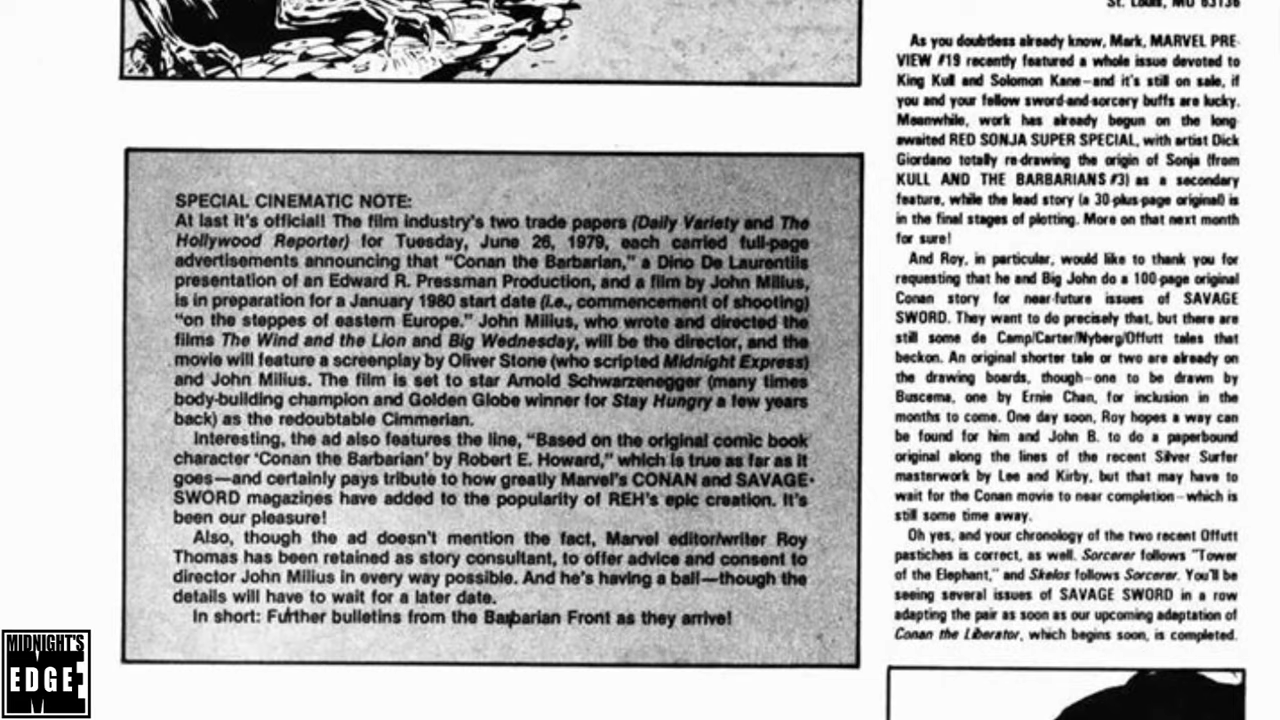 SPECIAL CINEMATIC NOTE:
At last it's official! The film industry's two trade papers (Daily Variety and The
Hollywood Reporter) for Tuesday, June 26, 1979, each carried full-page
advertisements announcing that "Conan the Barbarian," a Dino De Laurentiis
presentation of an Edward R. Pressman Production, and a film by John Milius,
is in preparation for a January 1980 start date (i.e., commencement of shooting)
"on the steppes of eastern Europe." John Milius, who wrote and directed the
films The Wind and the Lion and Big Wednesday, will be the director, and the
movie will feature a screenplay by Oliver Stone (who scripted Midnight Express)
and John Milius. The film is set to star Arnold Schwarzenegger (many times
body-building champion and Golden Globe winner for Stay Hungry a few years
back) as the redoubtable Cimmerian.
Interesting, the ad also features the line, "Based on the original comic book
character 'Conan the Barbarian' by Robert E. Howard," which is true as far as it
goes—and certainly pays tribute to how greatly Marvel's CONAN and SAVAGE
SWORD magazines have added to the popularity of REH's epic creation. It's
been our pleasure!
Also, though the ad doesn't mention the fact, Marvel editor/writer Roy
Thomas has been retained as story consultant, to offer advice and consent to
director John Milius in every way possible. And he's having a ball—though the
details will have to wait for a later date.
In short: Further bulletins from the Barbarian Front as they arrive!
St. Louis, MO 63136
As you doubtless already know, Mark, MARVEL PRE-
VIEW #19 recently featured a whole issue devoted to
King Kull and Solomon Kane—and it's still on sale, if
you and your fellow sword-and-sorcery buffs are lucky.
Meanwhile, work has already begun on the long-
awaited RED SONJA SUPER SPECIAL, with artist Dick
Giordano totally re-drawing the origin of Sonja (from
KULL AND THE BARBARIANS #3) as a secondary
feature, while the lead story (a 30-plus-page original) is
in the final stages of plotting. More on that next month
for sure!
And Roy, in particular, would like to thank you for
requesting that he and Big John do a 100-page original
Conan story for near-future issues of SAVAGE
SWORD. They want to do precisely that, but there are
still some de Camp/Carter/Nyberg/Offutt tales that
beckon. An original shorter tale or two are already on
the drawing boards, though—one to be drawn by
Buscema, one by Ernie Chan, for inclusion in the
months to come. One day soon, Roy hopes a way can
be found for him and John B. to do a paperbound
original along the lines of the recent Silver Surfer
masterwork by Lee and Kirby, but that may have to
wait for the Conan movie to near completion—which is
still some time away.
Oh yes, and your chronology of the two recent Offutt
pastiches is correct, as well. Sorcerer follows "Tower
of the Elephant," and Skelos follows Sorcerer. You'll be
seeing several issues of SAVAGE SWORD in a row
adapting the pair as soon as our upcoming adaptation of
Conan the Liberator, which begins soon, is completed.
MIDNIGHT'S
EDGE
ME